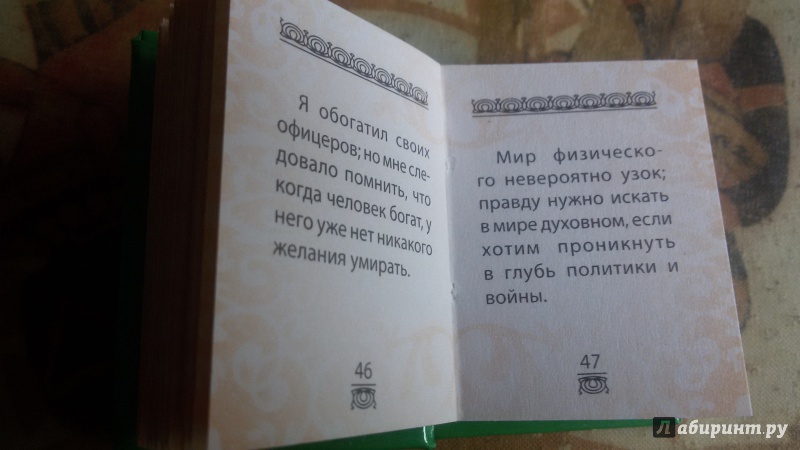 Я обогатил своих
офицеров; но мне сле-
довало помнить, что
когда человек богат, у
него уже нет никакого
желания умирать.
46
Мир физическо-
го невероятно узок;
правду нужно искать
в мире духовном, если
хотим проникнуть
в глубь политики и
войны.
47
Лабиринт.ру